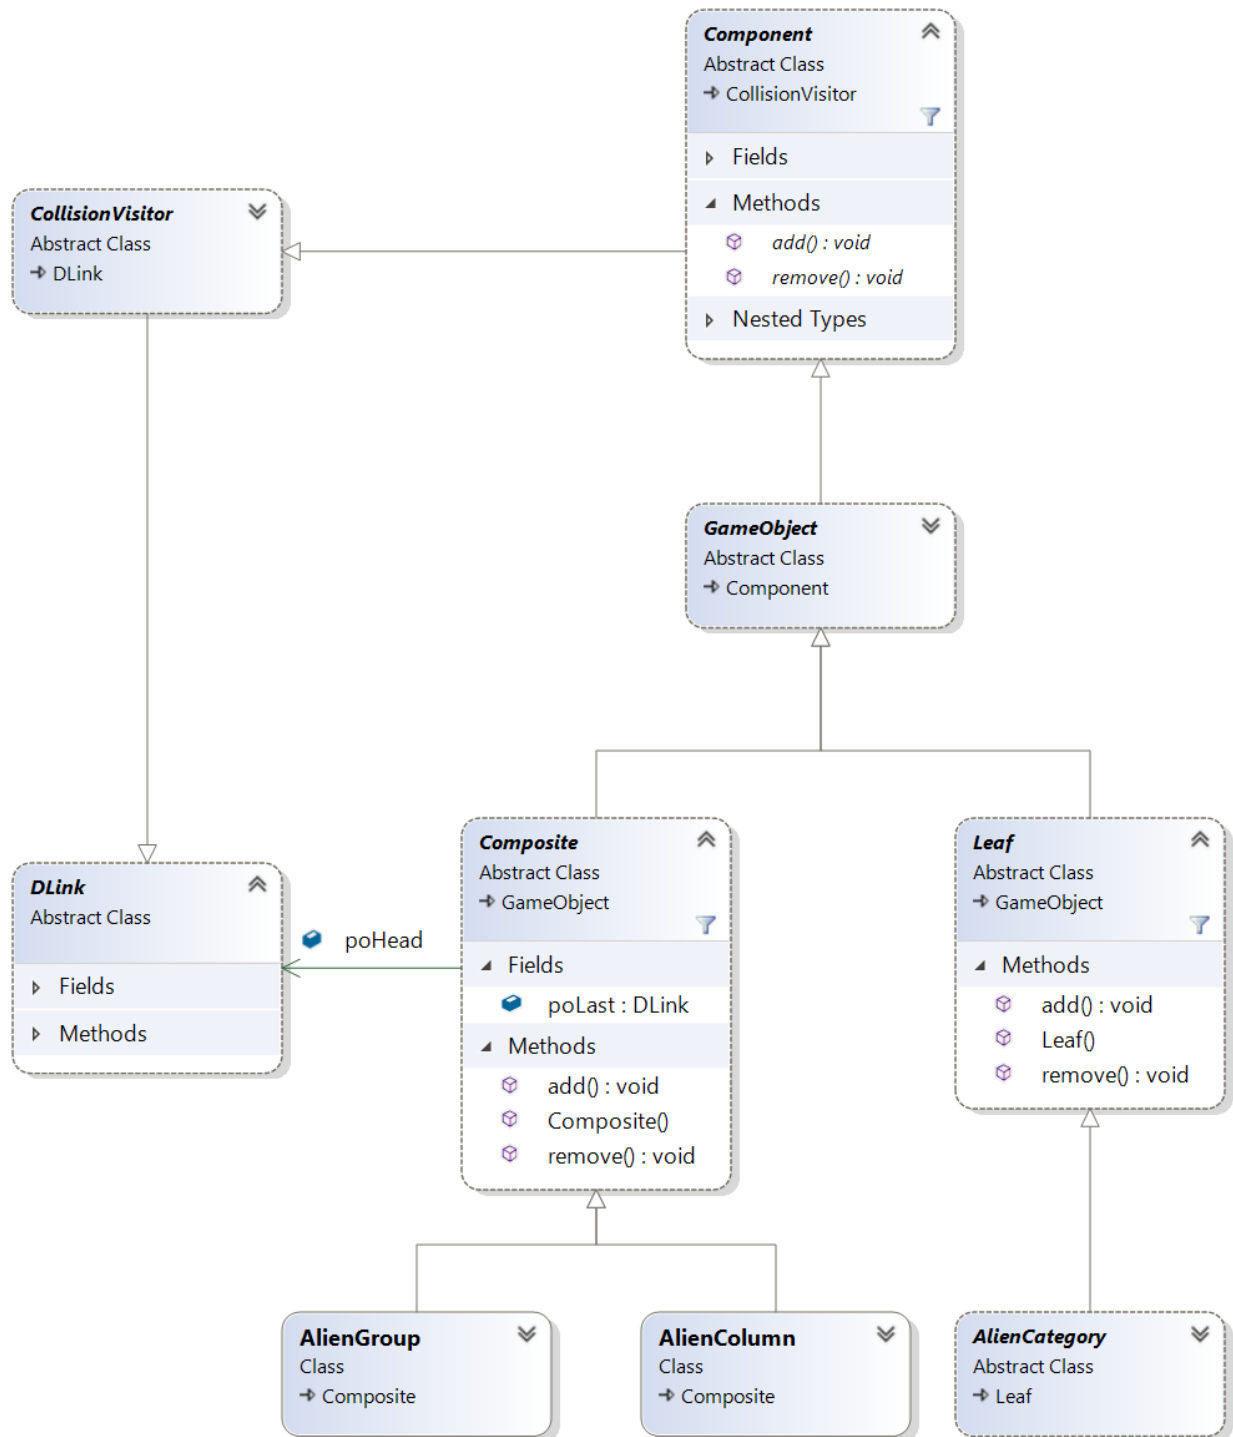 Component
Abstract Class
CollisionVisitor
Fields
Methods
add() : void
remove() : void
Nested Types
CollisionVisitor
Abstract Class
DLink
GameObject
Abstract Class
Component
DLink
Abstract Class
Fields
Methods
poHead
Composite
Abstract Class
GameObject
Fields
poLast : DLink
Methods
add() : void
Composite()
remove() : void
Leaf
Abstract Class
GameObject
Methods
add() : void
Leaf()
remove() : void
AlienGroup
Class
Composite
AlienColumn
Class
Composite
AlienCategory
Abstract Class
Leaf